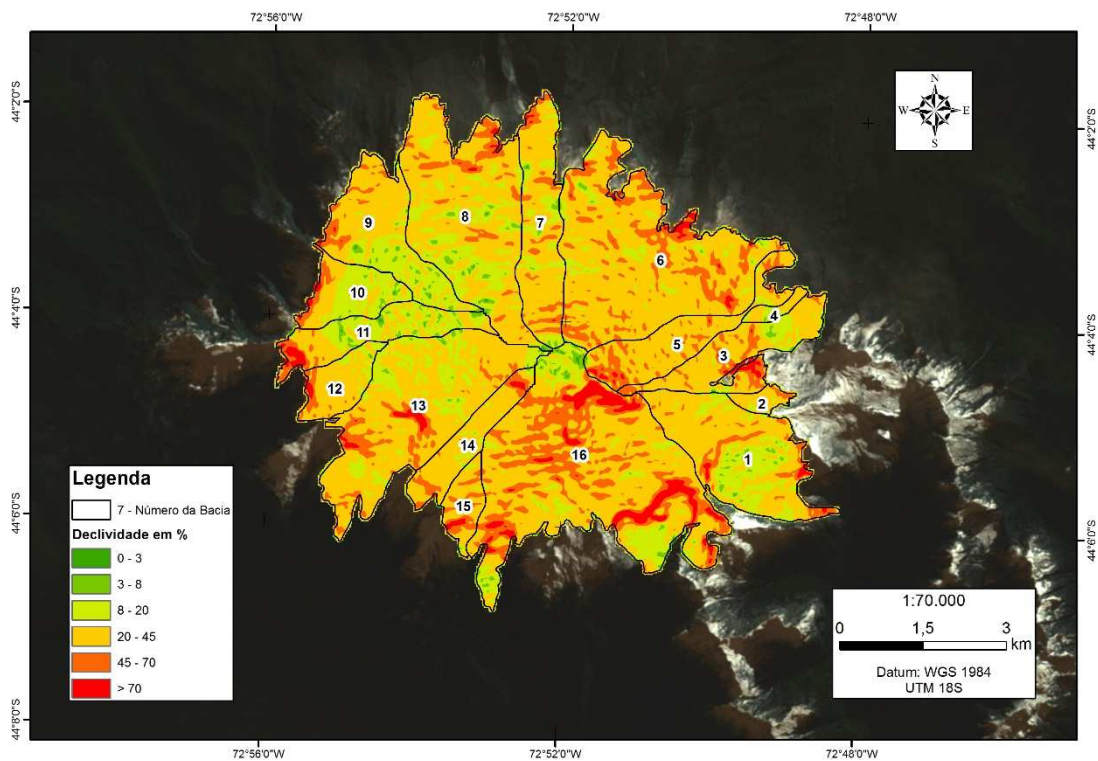 72°56'0"W 72°52'0"W 72°48'0"W
44°2'0"S
44°2'0"S
N
W E
S
9
8
7
6
10
44°4'0"S
4
11
5
3
44°4'0"S
12
13
2
14
16
1
15
Legenda
7 - Número da Bacia
Declividade em %
0 - 3
3 - 8
8 - 20
20 - 45
45 - 70
> 70
44°6'0"S
44°6'0"S
1:70.000
0 1,5 3
km
Datum: WGS 1984
UTM 18S
44°8'0"S
72°56'0"W 72°52'0"W 72°48'0"W